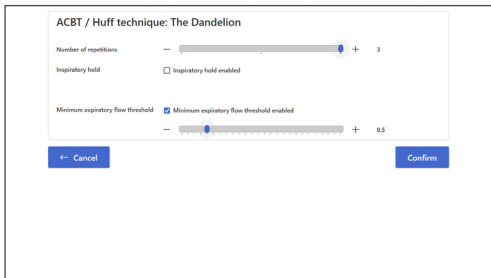 ACBT / Huff technique: The Dandelion
Number of repetitions — + 3
Inspiratory hold Inspiratory hold enabled
Minimum expiratory flow threshold Minimum expiratory flow threshold enabled
— + 0.5
← Cancel Confirm